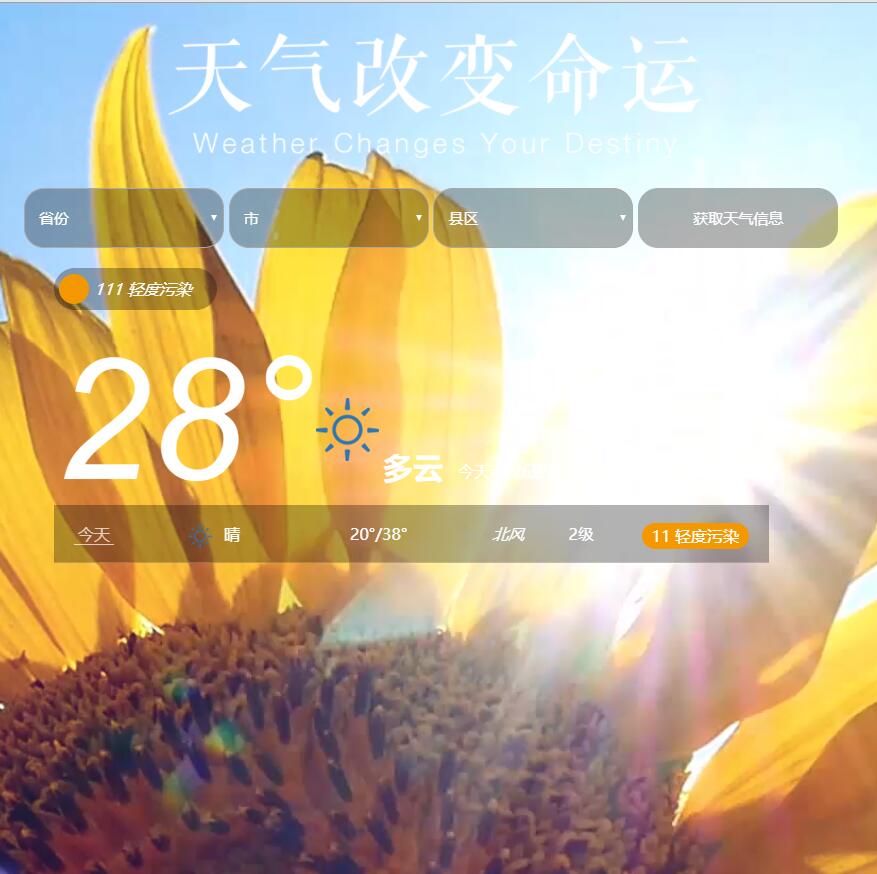 天气改变命运
Weather Changes Your Destiny
省份 市 县区 获取天气信息
111 轻度污染
28°
多云 今天
今天 晴 20°/38° 北风 2级 11 轻度污染